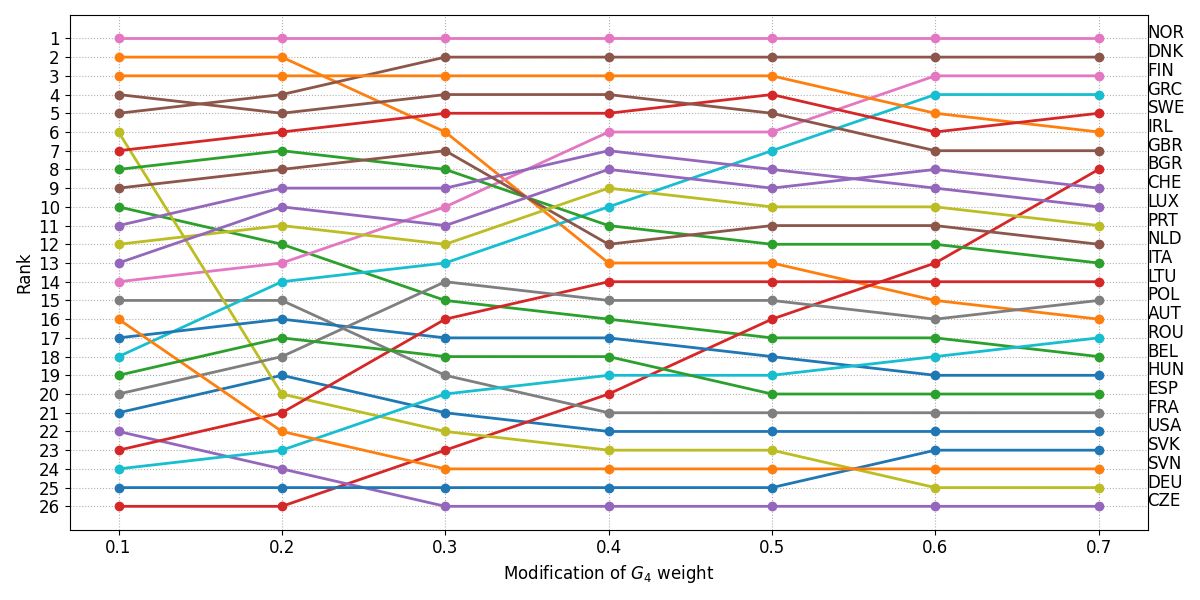 1
2
3
4
5
6
7
8
9
10
11
12
13
14
15
16
17
18
19
20
21
22
23
24
25
26
Rank
NOR
DNK
FIN
GRC
SWE
IRL
GBR
BGR
CHE
LUX
PRT
NLD
ITA
LTU
POL
AUT
ROU
BEL
HUN
ESP
FRA
USA
SVK
SVN
DEU
CZE
0.1 0.2 0.3 0.4 0.5 0.6 0.7
Modification of G₄ weight